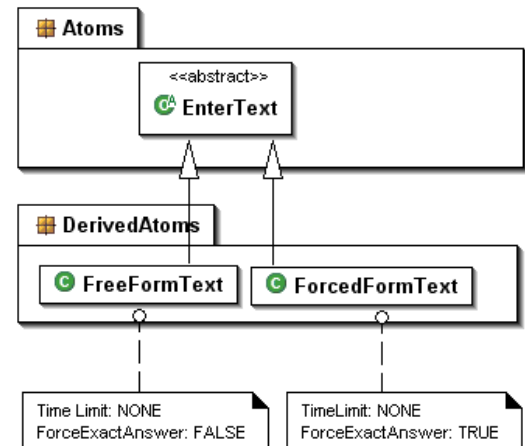 Atoms
<<abstract>>
EnterText
DerivedAtoms
C FreeFormText
C ForcedFormText
Time Limit: NONE
ForceExactAnswer: FALSE
TimeLimit: NONE
ForceExactAnswer: TRUE